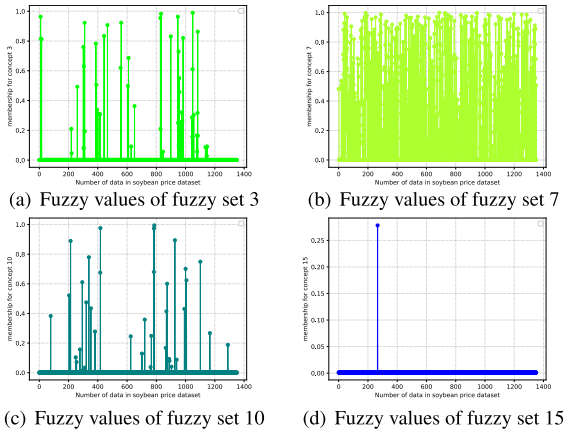 1.0
0.8
0.6
0.4
0.2
0.0
membership for concept 3
0 200 400 600 800 1000 1200 1400
Number of data in soybean price dataset
(a) Fuzzy values of fuzzy set 3
1.0
0.8
0.6
0.4
0.2
0.0
membership for concept 7
0 200 400 600 800 1000 1200 1400
Number of data in soybean price dataset
(b) Fuzzy values of fuzzy set 7
1.0
0.8
0.6
0.4
0.2
0.0
membership for concept 10
0 200 400 600 800 1000 1200 1400
Number of data in soybean price dataset
(c) Fuzzy values of fuzzy set 10
0.25
0.20
0.15
0.10
0.05
0.00
membership for concept 15
0 200 400 600 800 1000 1200 1400
Number of data in soybean price dataset
(d) Fuzzy values of fuzzy set 15